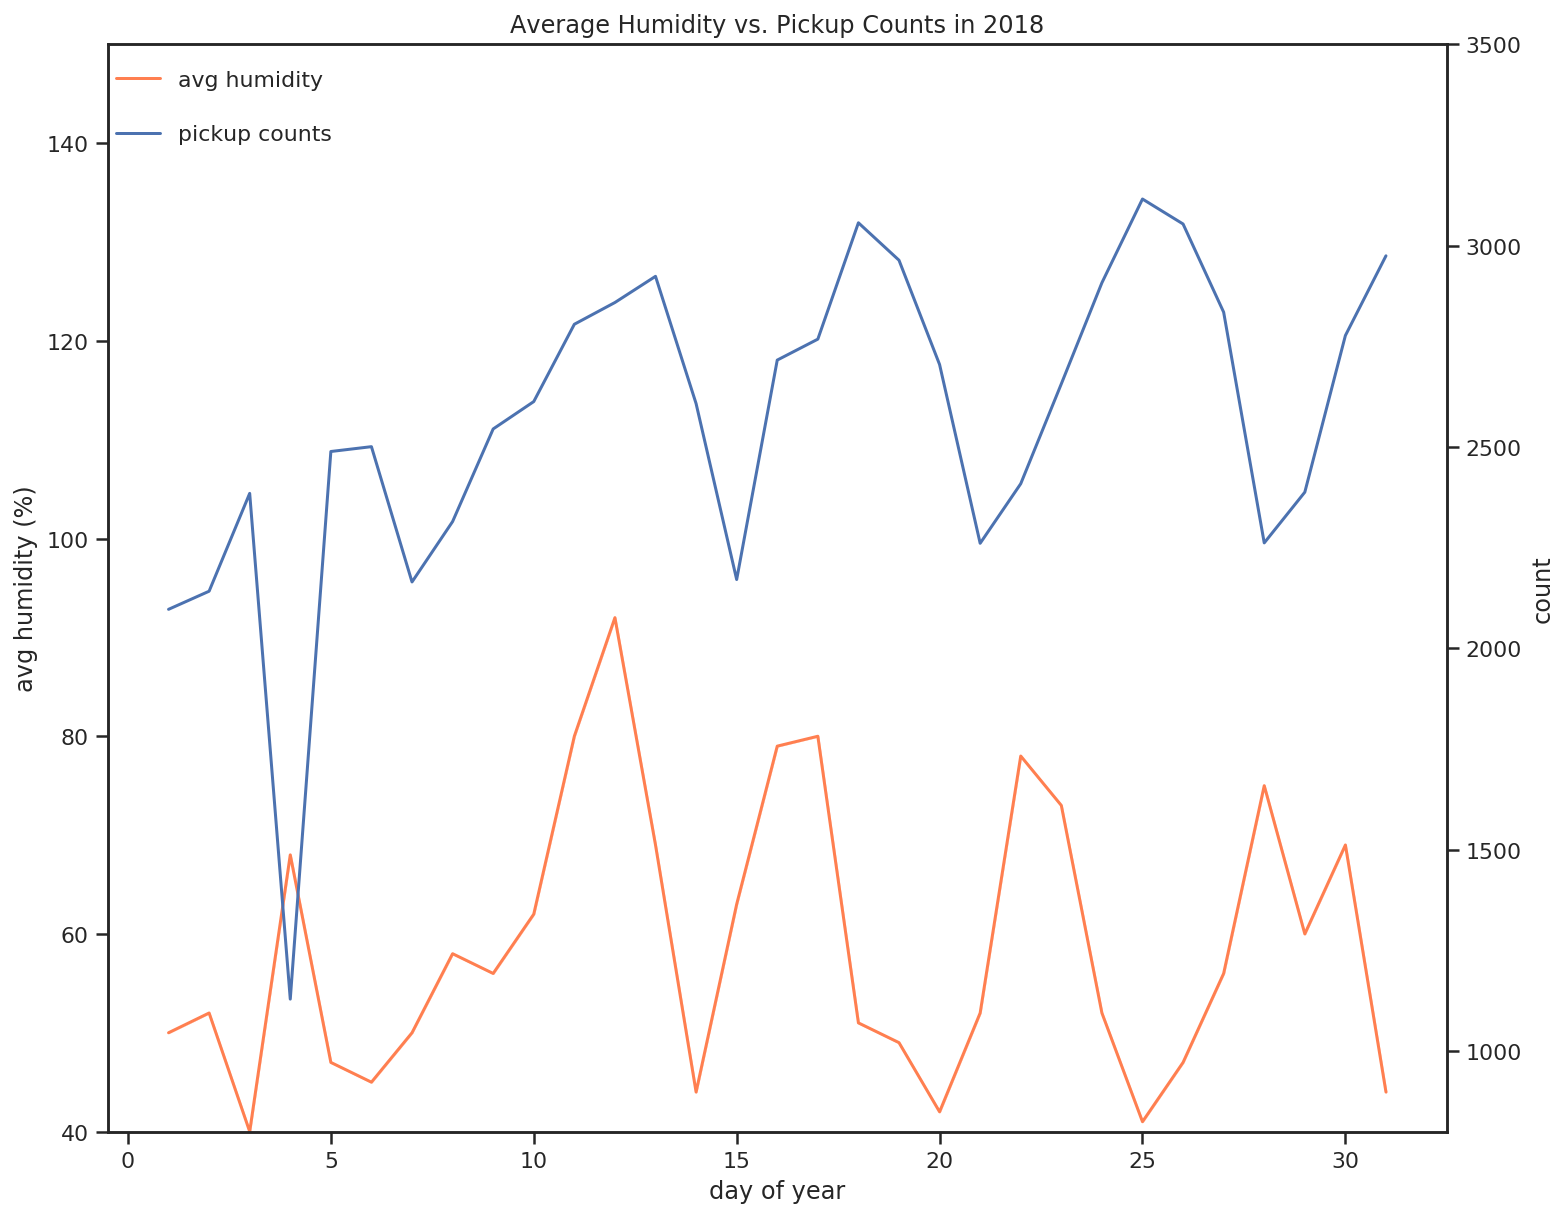 Average Humidity vs. Pickup Counts in 2018
avg humidity
pickup counts
140
120
100
80
60
40
avg humidity (%)
3500
3000
2500
2000
1500
1000
count
0 5 10 15 20 25 30
day of year